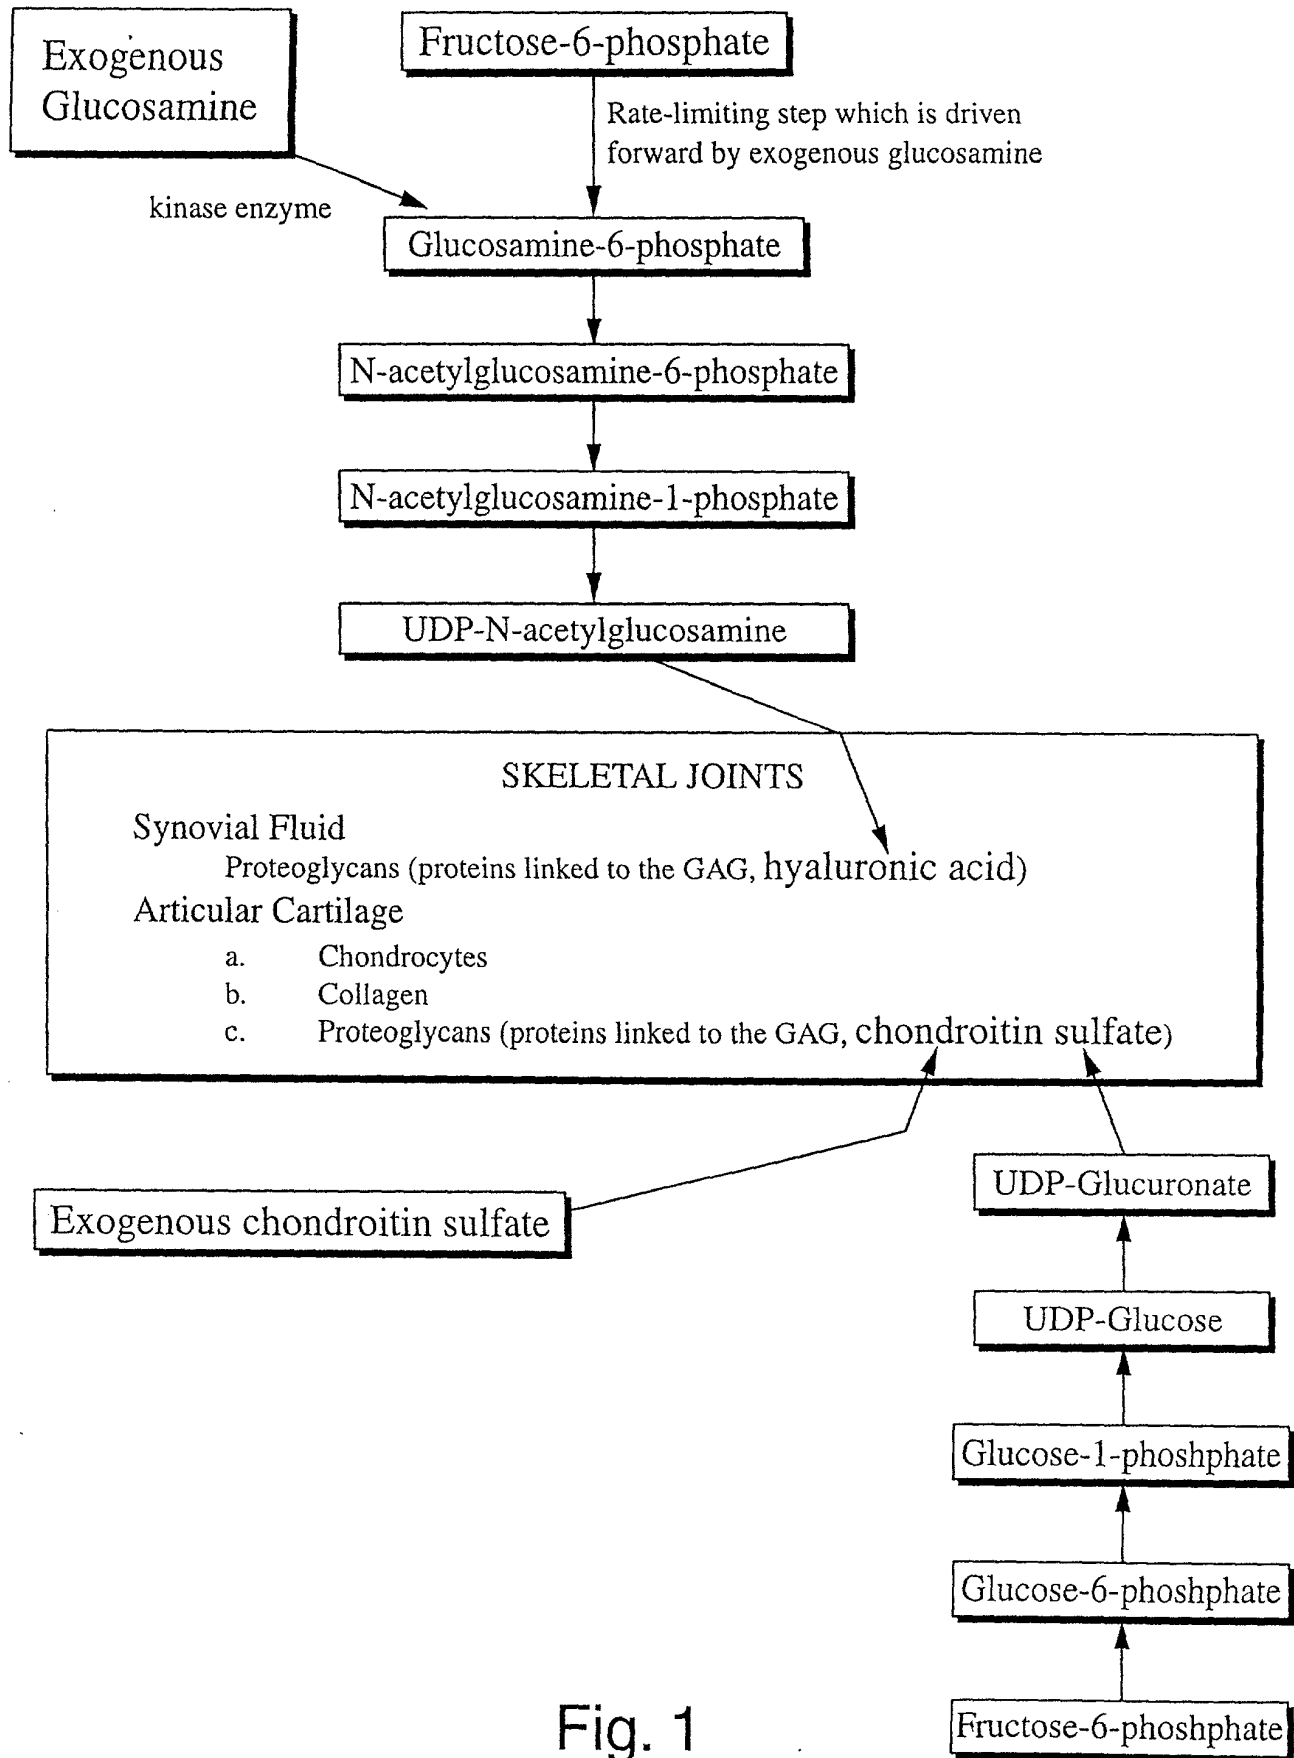 Exogenous
Glucosamine
Fructose-6-phosphate
Rate-limiting step which is driven
forward by exogenous glucosamine
kinase enzyme
Glucosamine-6-phosphate
N-acetylglucosamine-6-phosphate
N-acetylglucosamine-1-phosphate
UDP-N-acetylglucosamine
SKELETAL JOINTS
Synovial Fluid
Proteoglycans (proteins linked to the GAG, hyaluronic acid)
Articular Cartilage
a. Chondrocytes
b. Collagen
c. Proteoglycans (proteins linked to the GAG, chondroitin sulfate)
Exogenous chondroitin sulfate
UDP-Glucuronate
UDP-Glucose
Glucose-1-phoshphate
Glucose-6-phoshphate
Fructose-6-phoshphate
Fig. 1